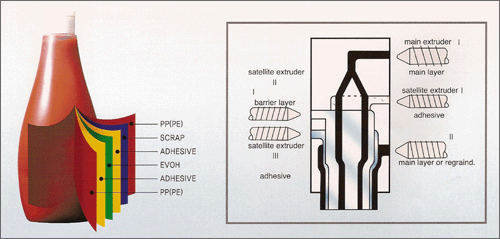 PP(PE)
SCRAP
ADHESIVE
EVOH
ADHESIVE
PP(PE)
main extruder I
main layer
satellite extruder
II
I
barrier layer
satellite extruder I
adhesive
satellite extruder
III
adhesive
II
main layer or regraind.